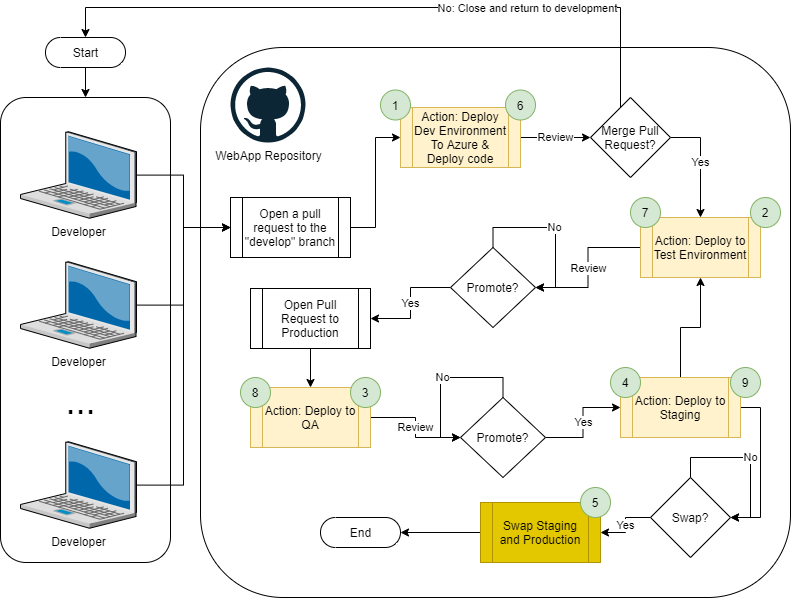 No: Close and return to development
Start
WebApp Repository
1
6
Action: Deploy
Dev Environment
To Azure &
Deploy code
Review
Merge Pull
Request?
Yes
Developer
Open a pull
request to the
"develop" branch
7
2
Action: Deploy to
Test Environment
Review
No
Promote?
Yes
Open Pull
Request to
Production
Developer
8
3
Action: Deploy to
QA
Review
No
Promote?
Yes
4
9
Action: Deploy to
Staging
...
No
Swap?
Yes
5
Swap Staging
and Production
End
Developer